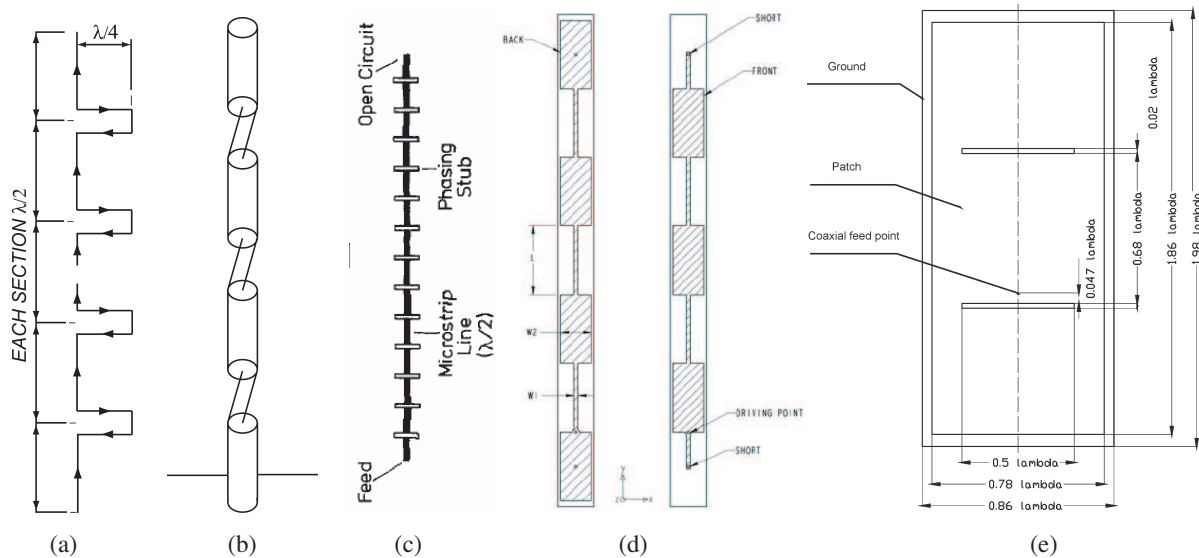 λ/4
EACH SECTION λ/2
(a)
(b)
Open Circuit
Phasing
Stub
Microstrip
Line
(λ/2)
Feed
(c)
BACK
L
W2
W1
SHORT
FRONT
DRIVING POINT
SHORT
Y
Z
X
(d)
Ground
Patch
Coaxial feed point
0.02 lambda
0.68 lambda
0.047 lambda
1.86 lambda
1.98 lambda
0.5 lambda
0.78 lambda
0.86 lambda
(e)